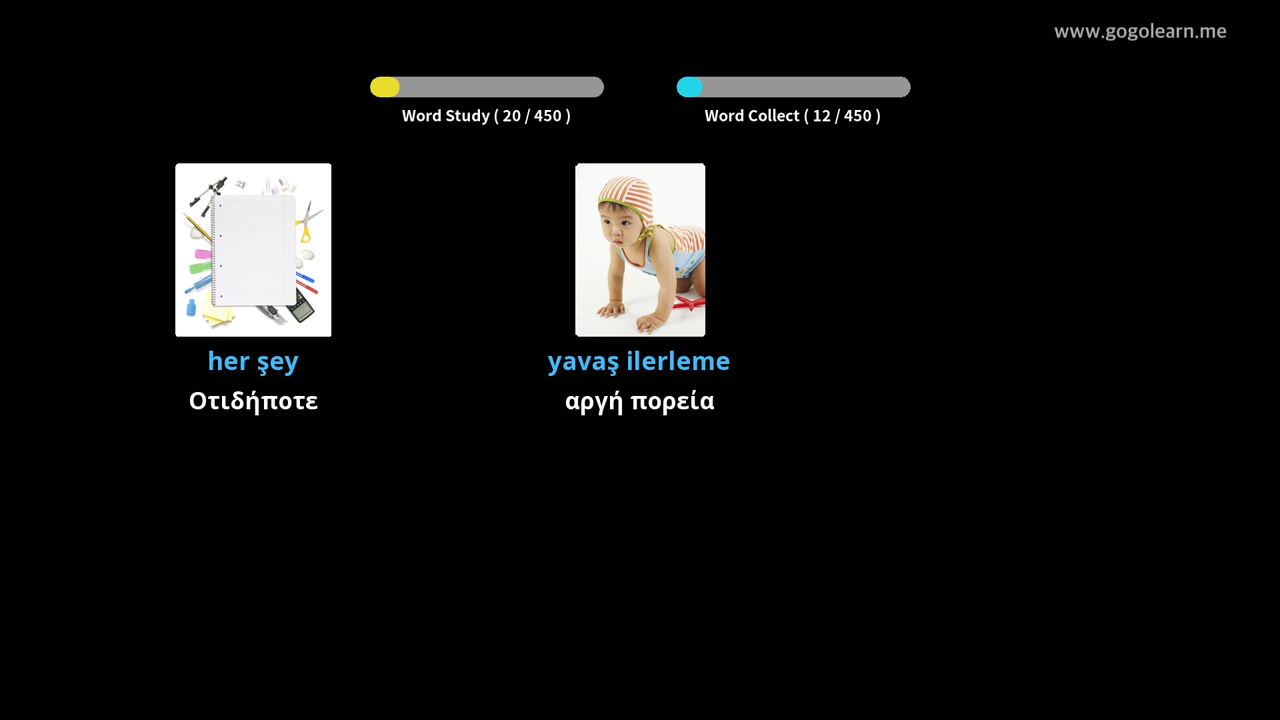 www.gogolearn.me
Word Study ( 20 / 450 )
Word Collect ( 12 / 450 )
her şey
Οτιδήποτε
yavaş ilerleme
αργή πορεία